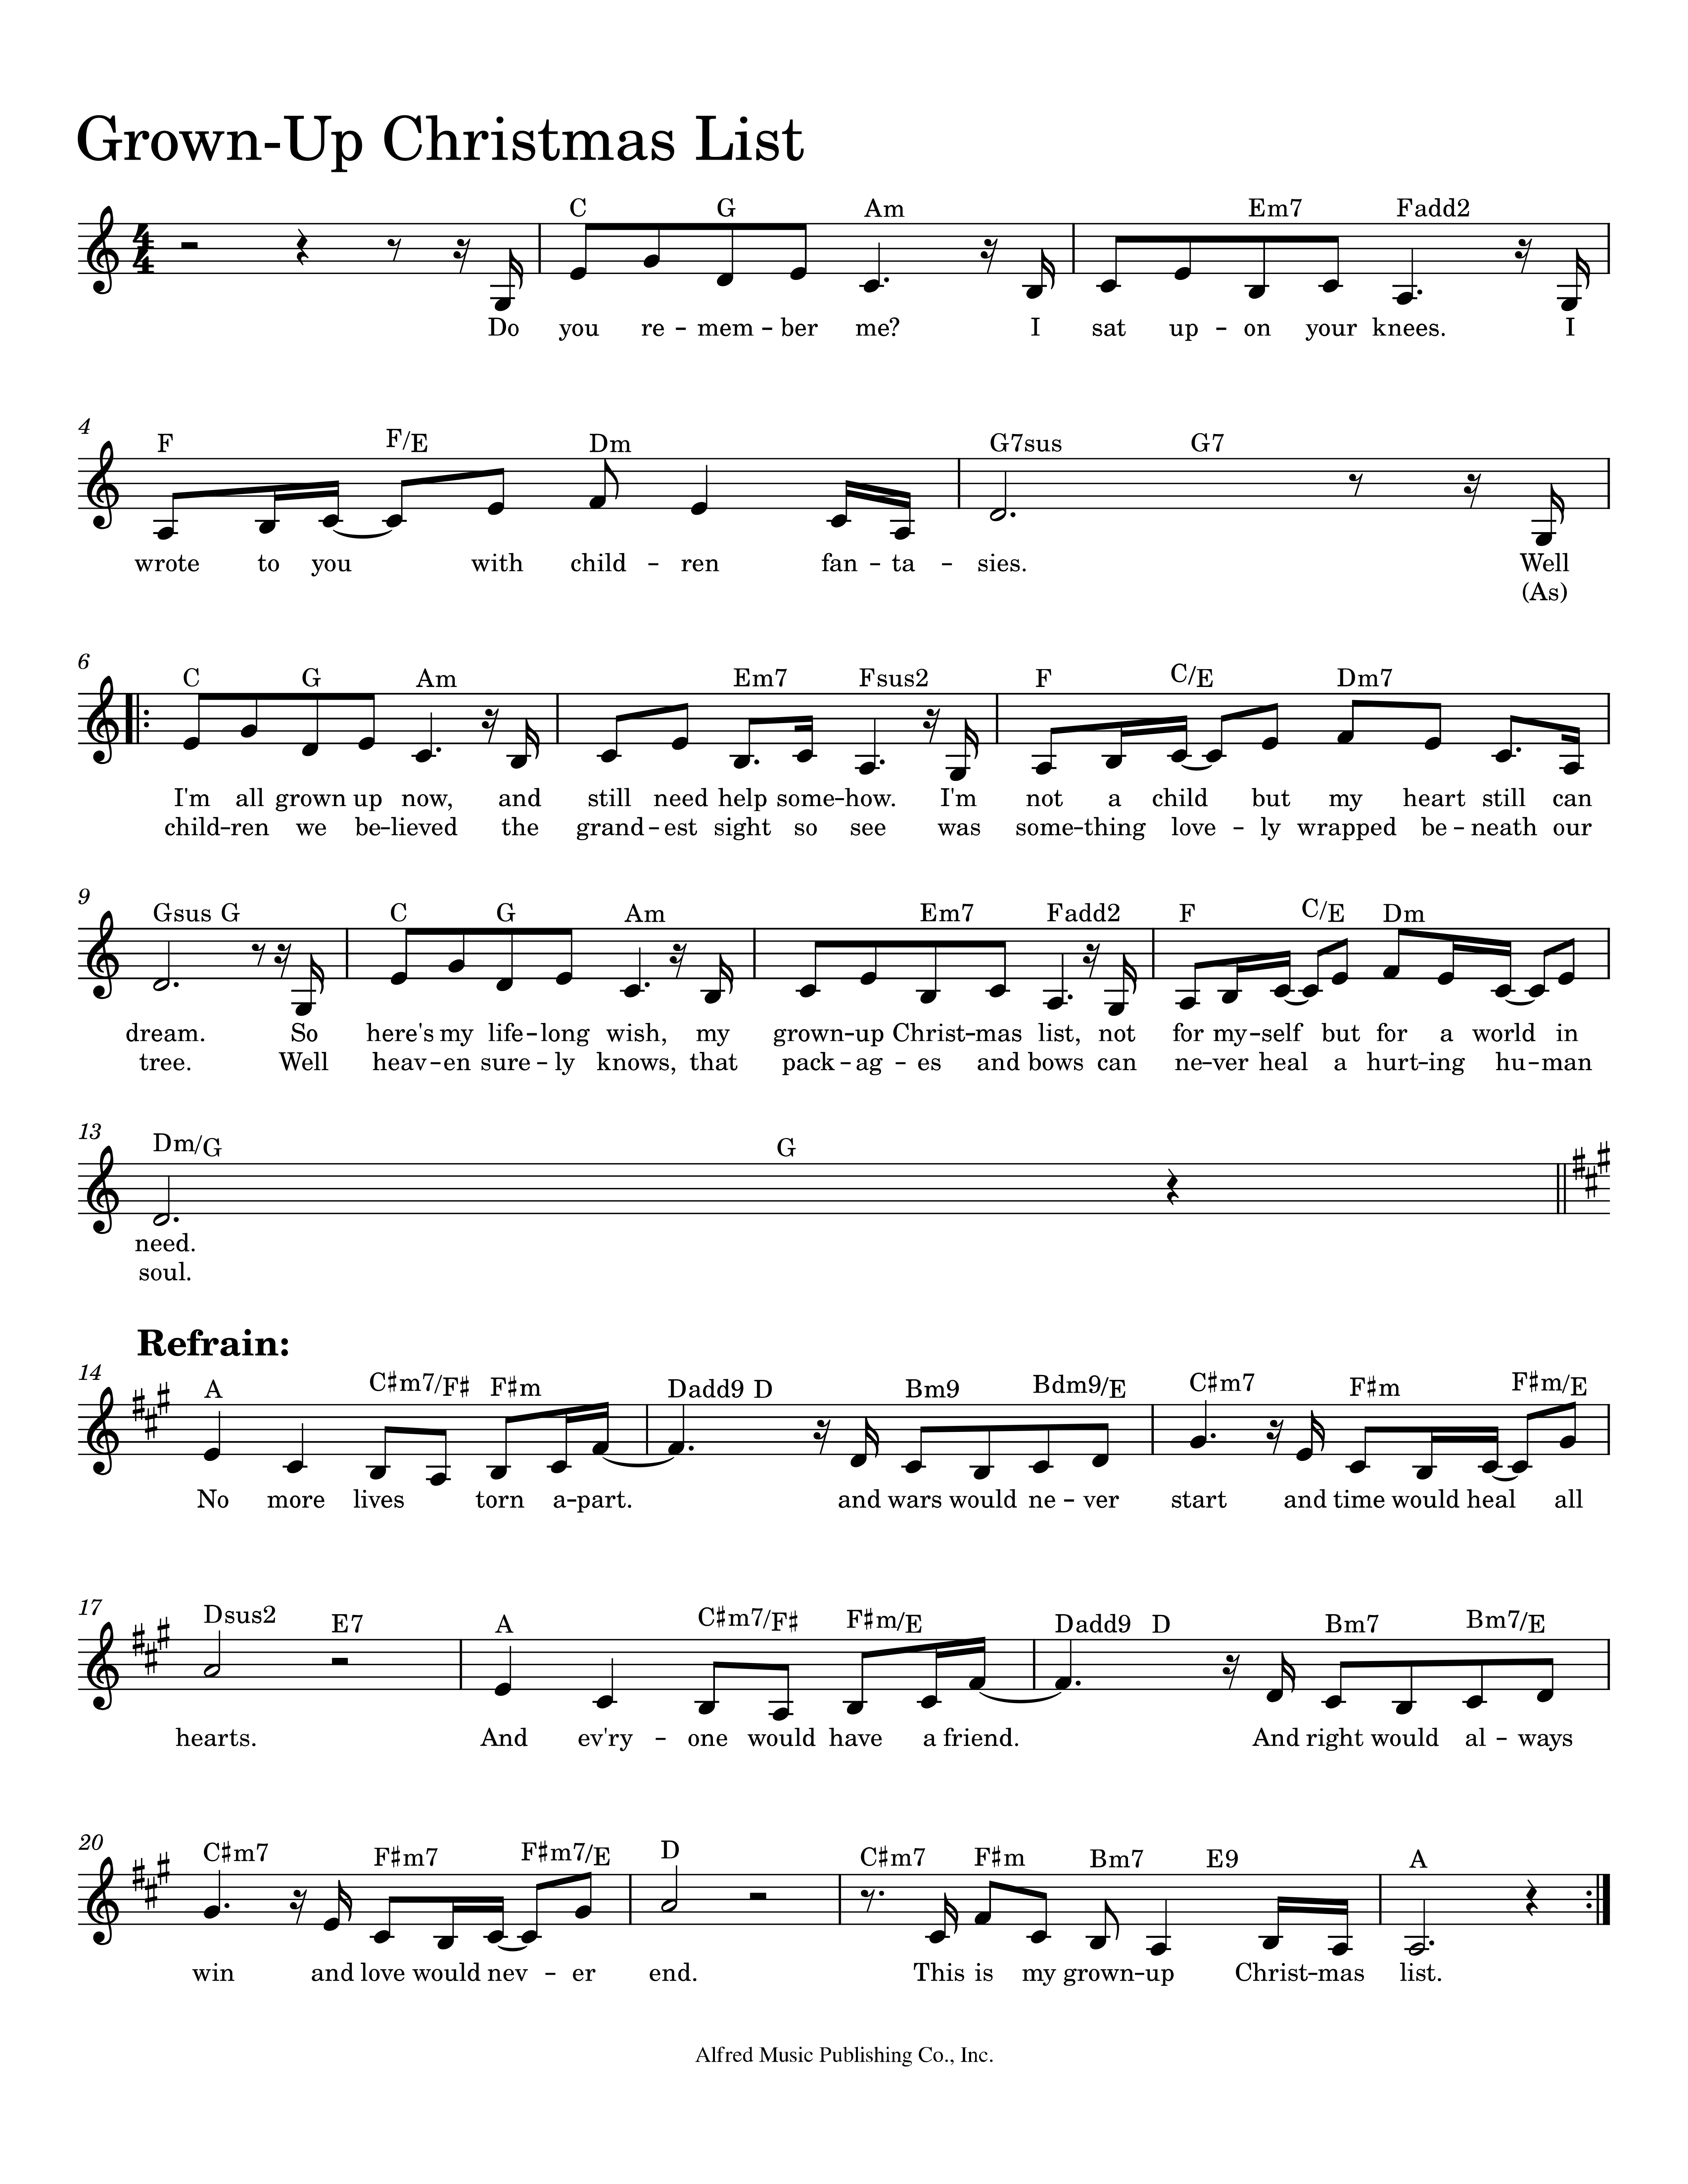 Grown-Up Christmas List
C G Am Em7 Fadd2
Do you re - mem - ber me? I sat up - on your knees. I
4
F F/E Dm G7sus G7
wrote to you with child - ren fan - ta - sies. Well
(As)
6
C G Am Em7 Fsus2 F C/E Dm7
I'm all grown up now, and still need help some - how. I'm not a child but my heart still can
child - ren we be - lieved the grand - est sight so see was some - thing love - ly wrapped be - neath our
9
Gsus G C G Am Em7 Fadd2 F C/E Dm
dream. So here's my life - long wish, my grown - up Christ - mas list, not for my - self but for a world in
tree. Well heav - en sure - ly knows, that pack - ag - es and bows can ne - ver heal a hurt - ing hu - man
13
Dm/G G
need.
soul.
Refrain:
14
A C♯m7/F♯ F♯m Dadd9 D Bm9 Bdm9/E C♯m7 F♯m F♯m/E
No more lives torn a - part. and wars would ne - ver start and time would heal all
17
Dsus2 E7 A C♯m7/F♯ F♯m/E Dadd9 D Bm7 Bm7/E
hearts. And ev'ry - one would have a friend. And right would al - ways
20
C♯m7 F♯m7 F♯m7/E D C♯m7 F♯m Bm7 E9 A
win and love would nev - er end. This is my grown - up Christ - mas list.
Alfred Music Publishing Co., Inc.